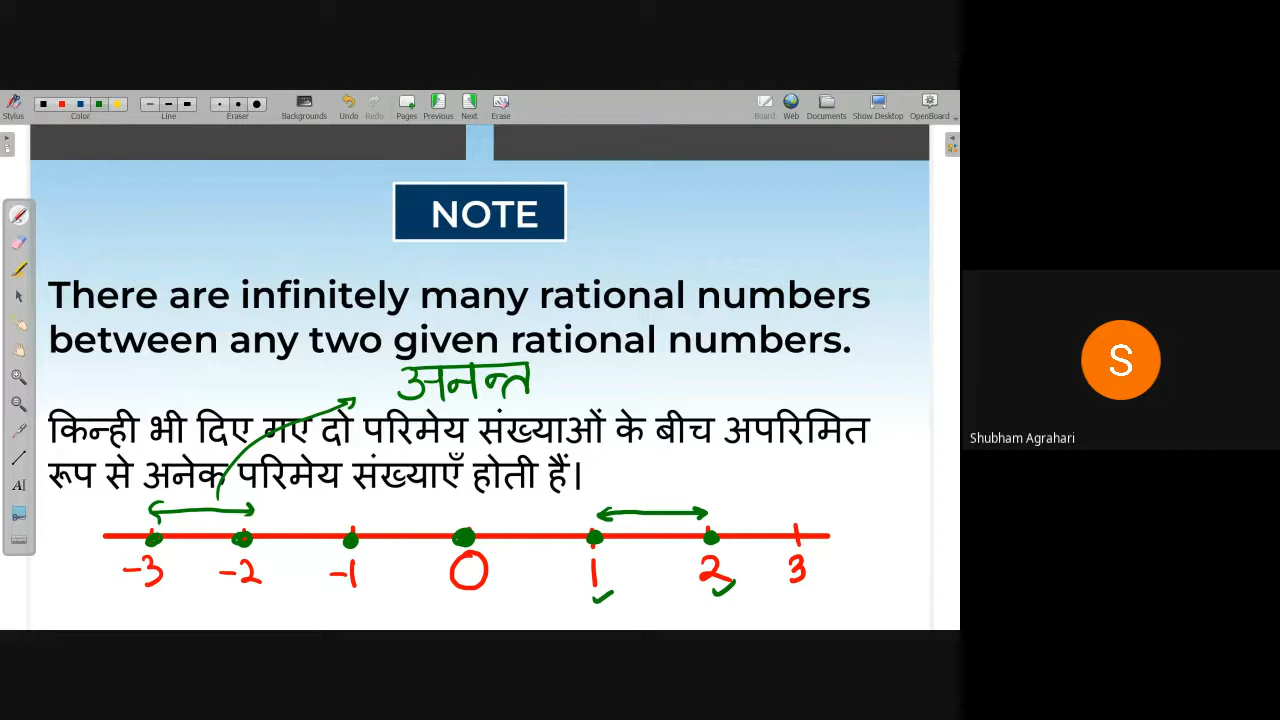 Stylus Color Line Eraser Backgrounds Undo Redo Pages Previous Next Erase Board Web Documents Show Desktop OpenBoard
NOTE
There are infinitely many rational numbers
between any two given rational numbers.
अनन्त
किन्ही भी दिए गए दो परिमेय संख्याओं के बीच अपरिमित
रूप से अनेक परिमेय संख्याएँ होती हैं।
-3 -2 -1 0 1 2 3
S
Shubham Agrahari
AI